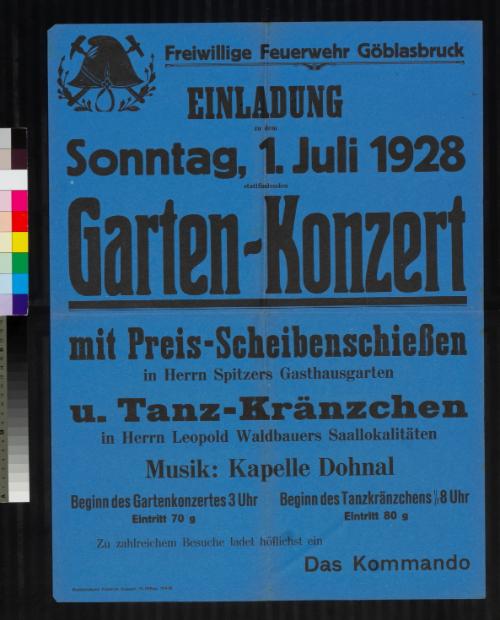 Freiwillige Feuerwehr Göblasbruck
EINLADUNG
zu dem
Sonntag, 1. Juli 1928
stattfindenden
Garten-Konzert
mit Preis-Scheibenschießen
in Herrn Spitzers Gasthausgarten
u. Tanz-Kränzchen
in Herrn Leopold Waldbauers Saallokalitäten
Musik: Kapelle Dohnal
Beginn des Gartenkonzertes 3 Uhr
Eintritt 70 g
Beginn des Tanzkränzchens ½8 Uhr
Eintritt 80 g
Zu zahlreichem Besuche ladet höflichst ein
Das Kommando